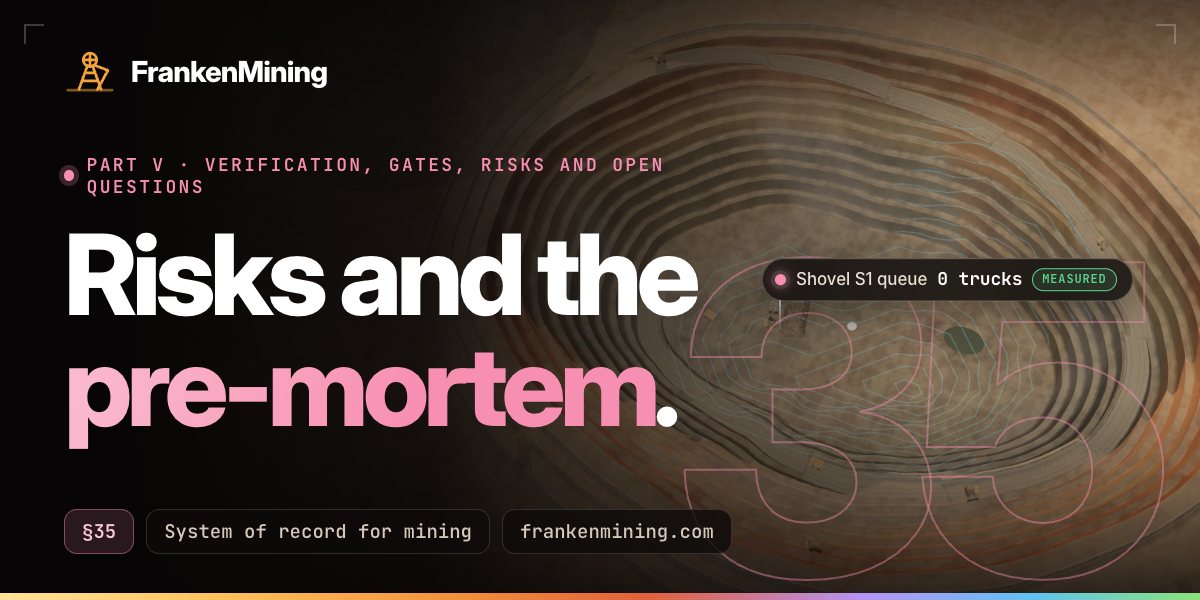 FrankenMining
PART V · VERIFICATION, GATES, RISKS AND OPEN
QUESTIONS
Risks and the
pre-mortem.
Shovel S1 queue 0 trucks MEASURED
35
§35
System of record for mining
frankenmining.com